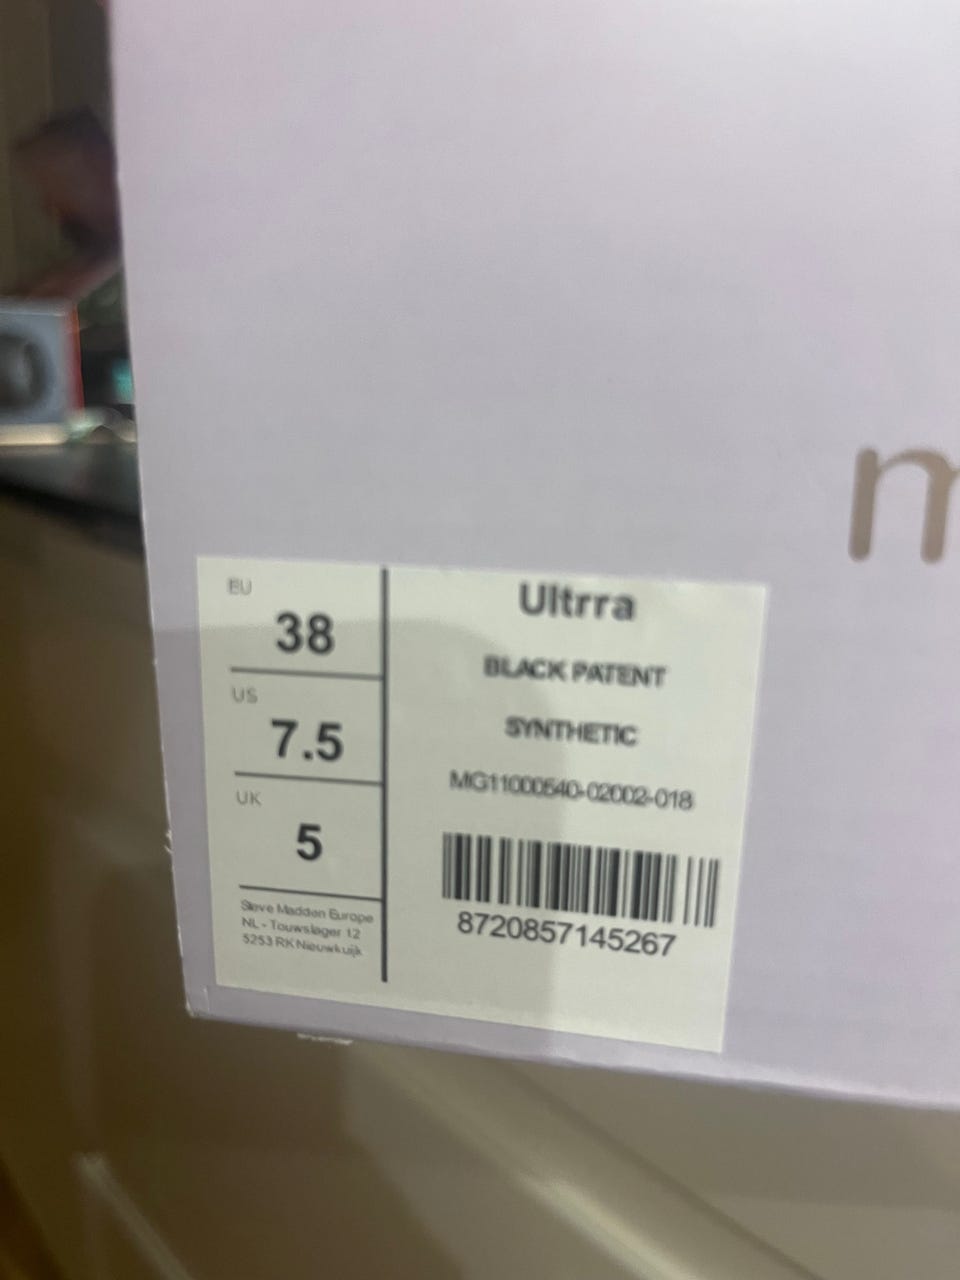 m
EU
38
US
7.5
UK
5
Steve Madden Europe
NL - Touwslager 12
5253 RK Nieuwkuijk
Ultrra
BLACK PATENT
SYNTHETIC
MG11000540-02002-018
8720857145267